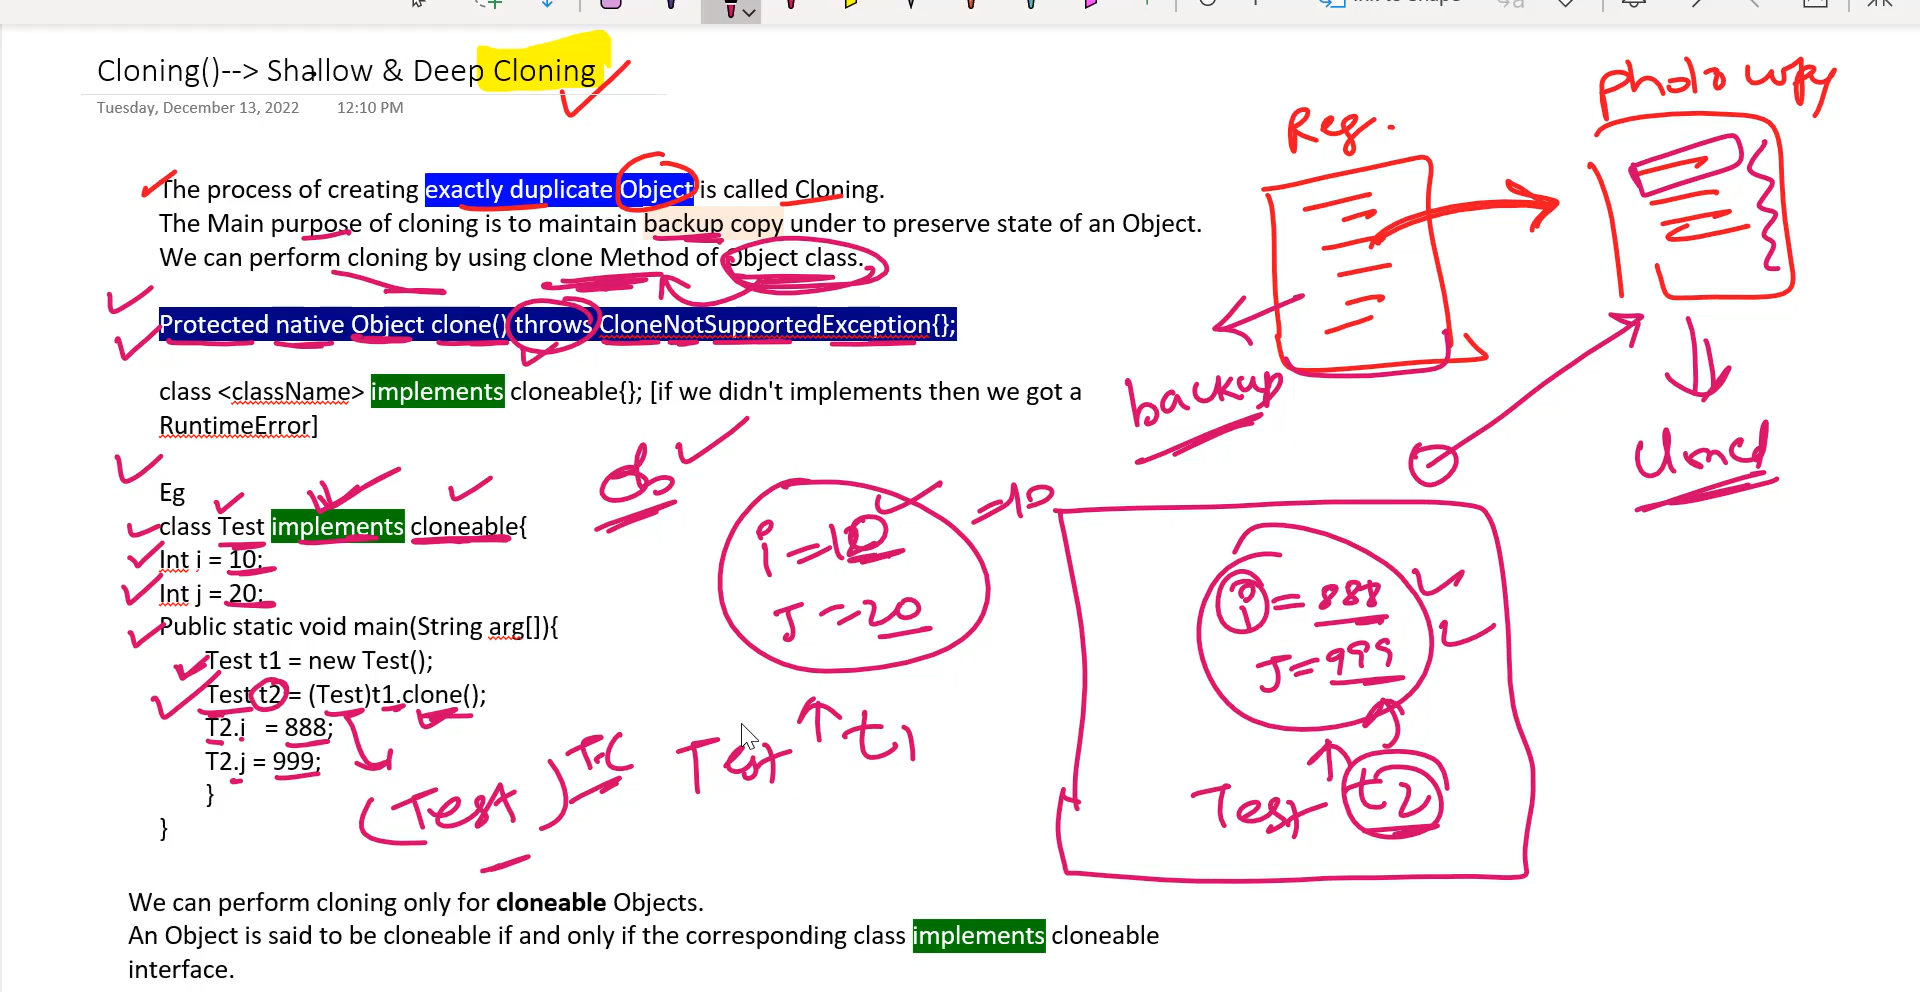 Cloning()--> Shallow & Deep Cloning
Tuesday, December 13, 2022 12:10 PM
The process of creating exactly duplicate Object is called Cloning.
The Main purpose of cloning is to maintain backup copy under to preserve state of an Object.
We can perform cloning by using clone Method of Object class.
Protected native Object clone() throws CloneNotSupportedException{};
class <className> implements cloneable{}; [if we didn't implements then we got a
RuntimeError]
Eg
class Test implements cloneable{
Int i = 10;
Int j = 20;
Public static void main(String arg[]){
Test t1 = new Test();
Test t2 = (Test)t1.clone();
T2.i = 888;
T2.j = 999;
}
}
We can perform cloning only for cloneable Objects.
An Object is said to be cloneable if and only if the corresponding class implements cloneable
interface.
Reg.
photo copy
backup
cloned
Ob
i=10
=10
J=20
Test t1
(Test) T.C
i=888
J=999
Test t2